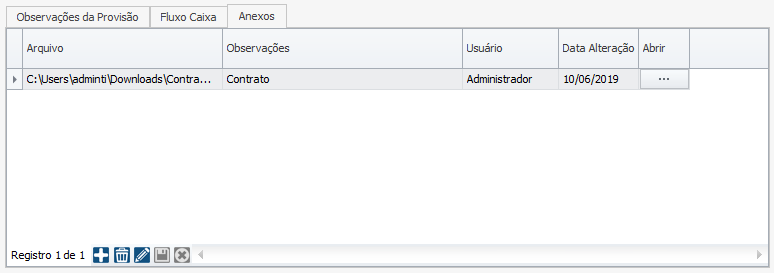 Observações da Provisão Fluxo Caixa Anexos
Arquivo Observações Usuário Data Alteração Abrir
C:\Users\adminti\Downloads\Contra... Contrato Administrador 10/06/2019 ...
Registro 1 de 1